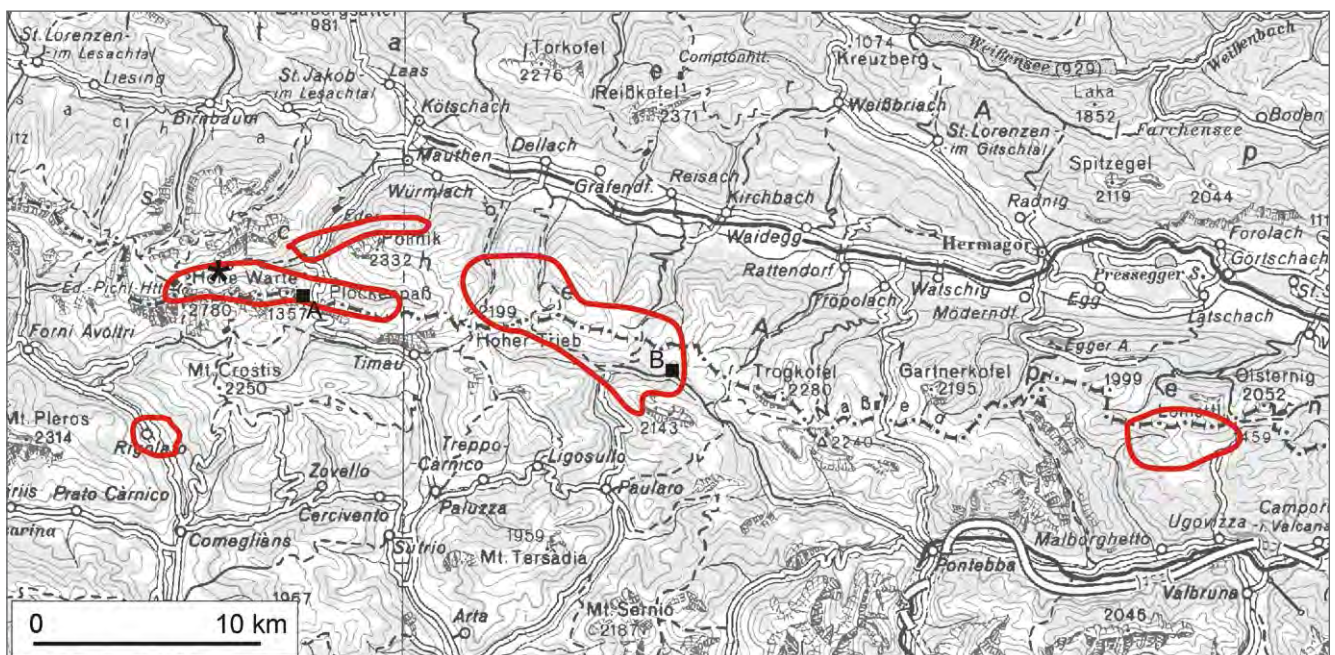 981
St. Lorenzen-
im Lesachtal
Liesing
St. Jakob-
im Lesachtal
Birnbaum
Laas
Kötschach
Mauthen
Würmlach
Dellach
Torkofel
2276
Comptonhtt.
Reißkofel
2371
1074
Kreuzberg
Weißensee (929)
Weißenbach
Laka
1852
Farchensee
Boden
Weißbriach
St. Lorenzen-
im Gitschtal
Spitzegel
2119
2044
Grafendf.
Reisach
Kirchbach
Waidegg
Radnig
Hermagor
Pressegger S.
Forolach
Görtschach
Egg
Latschach
Rattendorf
Tröpolach
Watschig
Möderndf.
Egger A.
Polinik
2332
Hohe Warte
2780
Ed.-Pichl-Htt.
Plöckenpaß
1357
A
2199
Hoher Trieb
B
Trogkofel
2280
Gartnerkofel
2195
Naßfeld
2240
1999
Oisternig
2052
Forni Avoltri
Timau
Mt. Crostis
2250
Mt. Pleros
2314
Rigolato
2143
Treppo-
Carnico
Ligosullo
Zovello
Prato Càrnico
Cercivento
Paluzza
Paularo
Comeglians
Sutrio
1959
Mt. Tersadia
Ugovizza
Malborghetto
Pontebba
Valbruna
Arta
Mt. Sernio
2187
2046
0 10 km